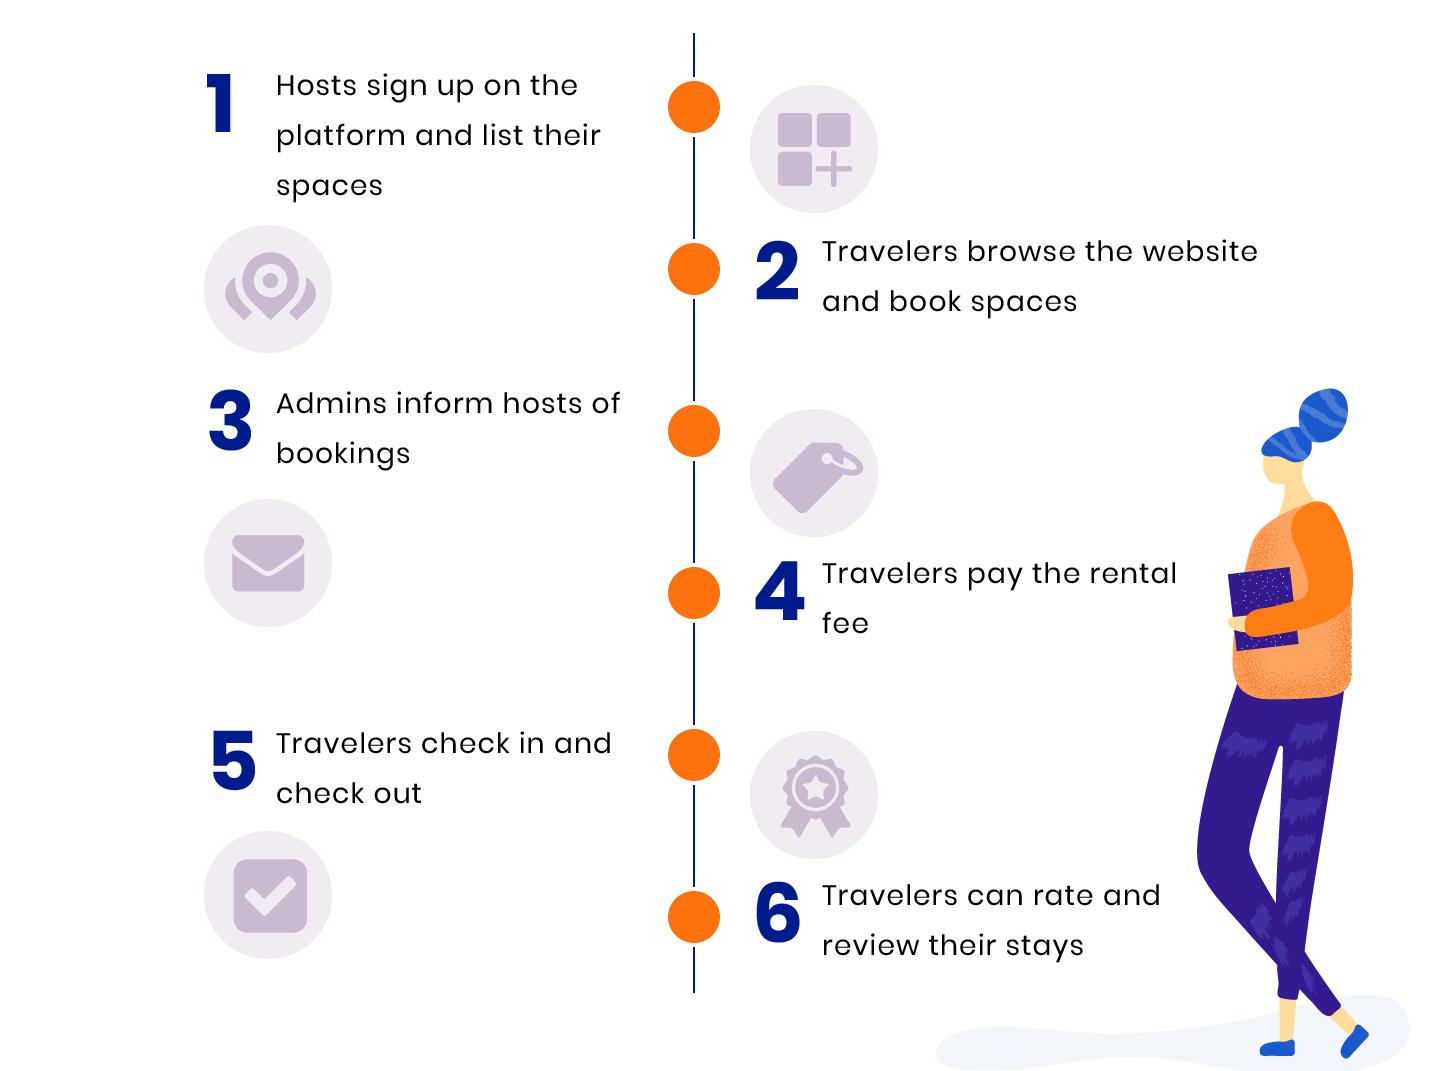 1
Hosts sign up on the
platform and list their
spaces
2
Travelers browse the website
and book spaces
3
Admins inform hosts of
bookings
4
Travelers pay the rental
fee
5
Travelers check in and
check out
6
Travelers can rate and
review their stays